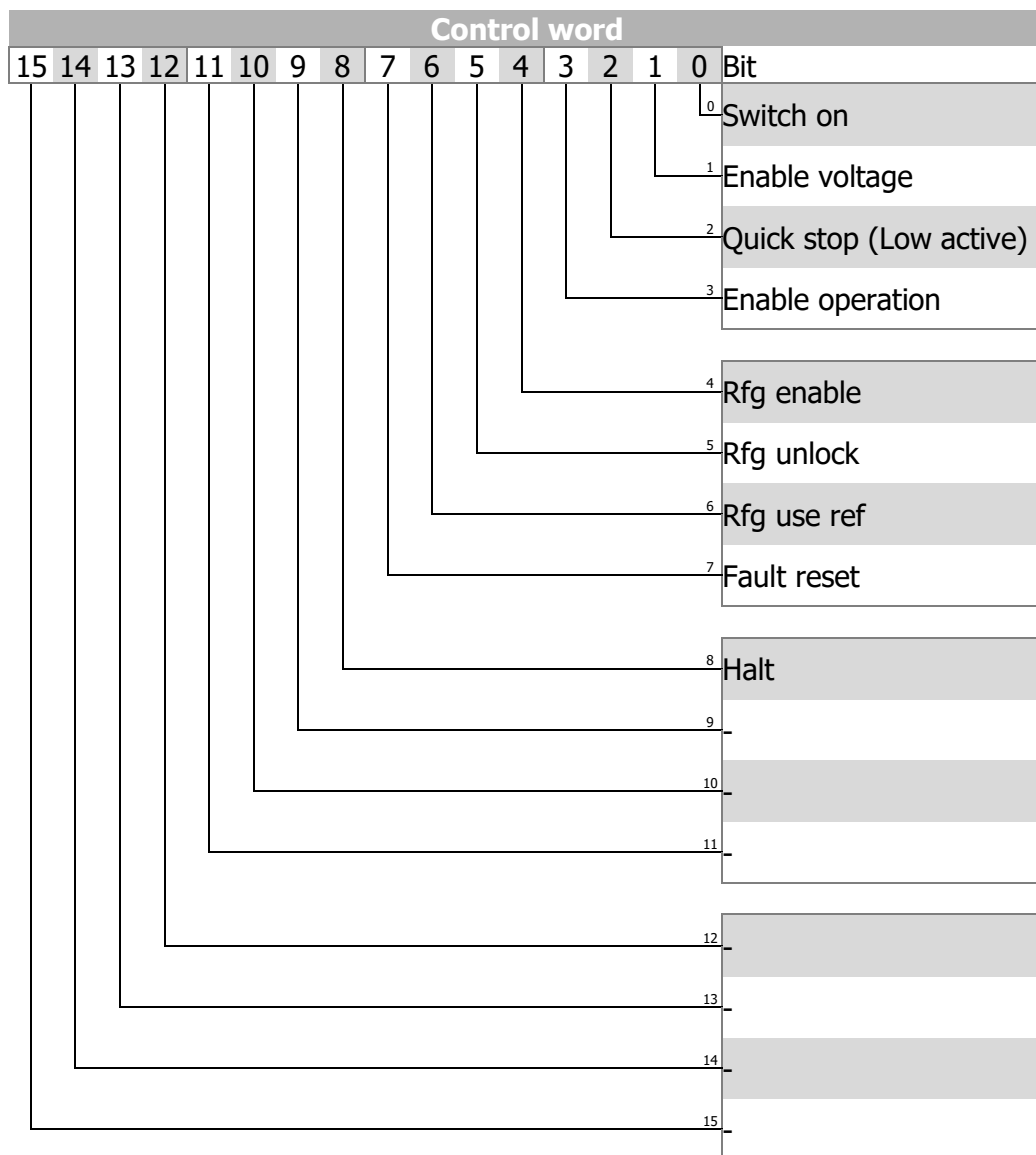 Control word
15 14 13 12 11 10 9 8 7 6 5 4 3 2 1 0 Bit
0 Switch on
1 Enable voltage
2 Quick stop (Low active)
3 Enable operation
4 Rfg enable
5 Rfg unlock
6 Rfg use ref
7 Fault reset
8 Halt
9 -
10 -
11 -
12 -
13 -
14 -
15 -